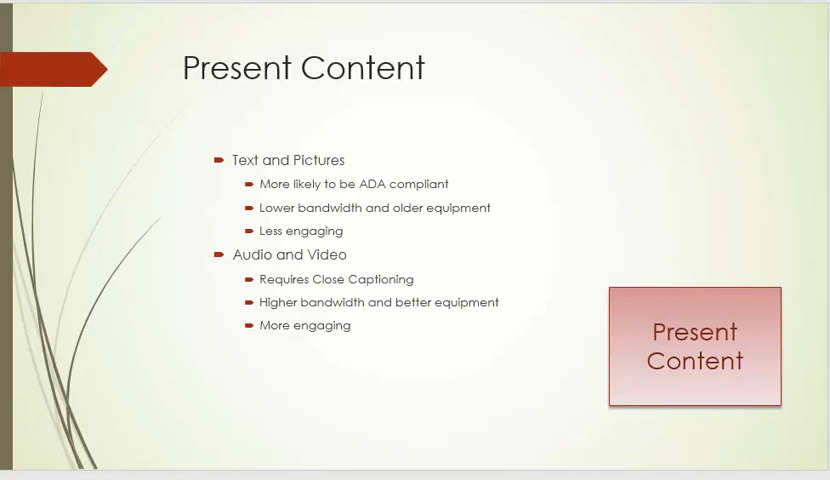 Present Content
Text and Pictures
More likely to be ADA compliant
Lower bandwidth and older equipment
Less engaging
Audio and Video
Requires Close Captioning
Higher bandwidth and better equipment
More engaging
Present
Content